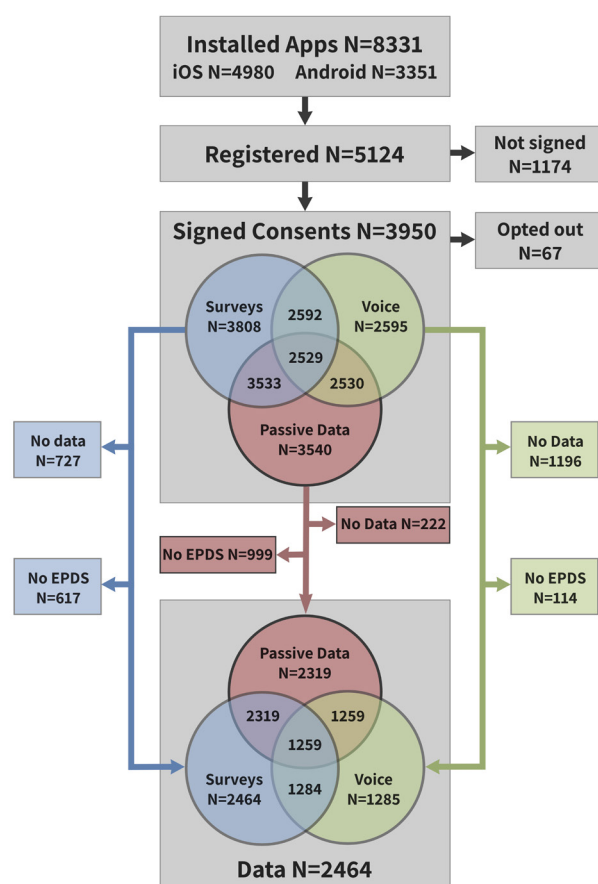 Installed Apps N=8331
iOS N=4980 Android N=3351
Registered N=5124
Not signed
N=1174
Signed Consents N=3950
Opted out
N=67
Surveys
N=3808
2592
Voice
N=2595
2529
3533
2530
Passive Data
N=3540
No data
N=727
No Data
N=1196
No Data N=222
No EPDS N=999
No EPDS
N=617
No EPDS
N=114
Passive Data
N=2319
2319
1259
1259
Surveys
N=2464
1284
Voice
N=1285
Data N=2464